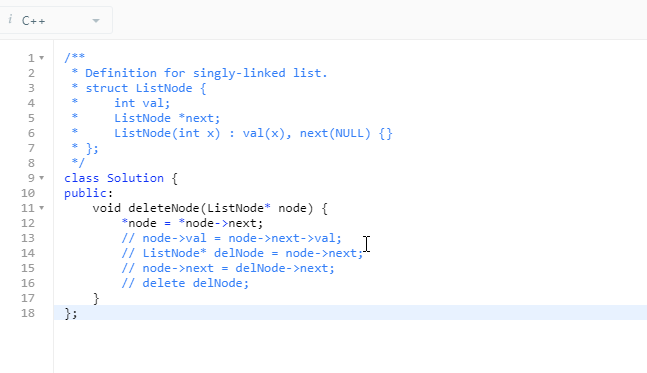 i C++
1 /**
2  * Definition for singly-linked list.
3  * struct ListNode {
4  *     int val;
5  *     ListNode *next;
6  *     ListNode(int x) : val(x), next(NULL) {}
7  * };
8  */
9 class Solution {
10 public:
11     void deleteNode(ListNode* node) {
12         *node = *node->next;
13         // node->val = node->next->val;
14         // ListNode* delNode = node->next;
15         // node->next = delNode->next;
16         // delete delNode;
17     }
18 };